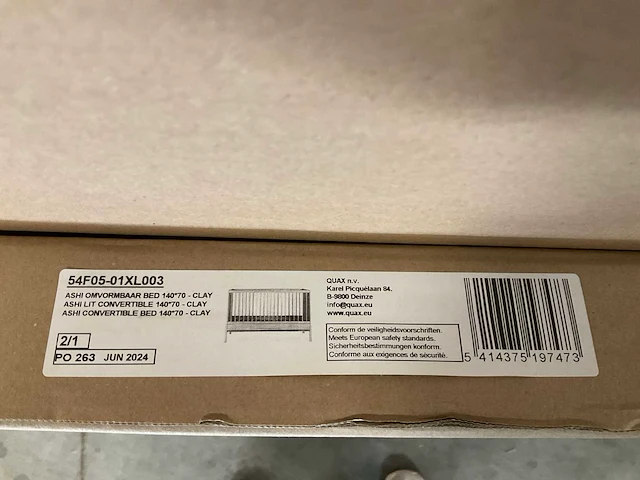 54F05-01XL003
ASHI OMVORMBAAR BED 140*70 - CLAY
ASHI LIT CONVERTIBLE 140*70 - CLAY
ASHI CONVERTIBLE BED 140*70 - CLAY
2/1
PO 263 JUN 2024
QUAX n.v.
Karel Picquélaan 84.
B-9800 Deinze
info@quax.eu
www.quax.eu
Conform de veiligheidsvoorschriften.
Meets European safety standards.
Sicherheitsbestimmungen konform.
Conforme aux exigences de sécurité.
5 414375 197473